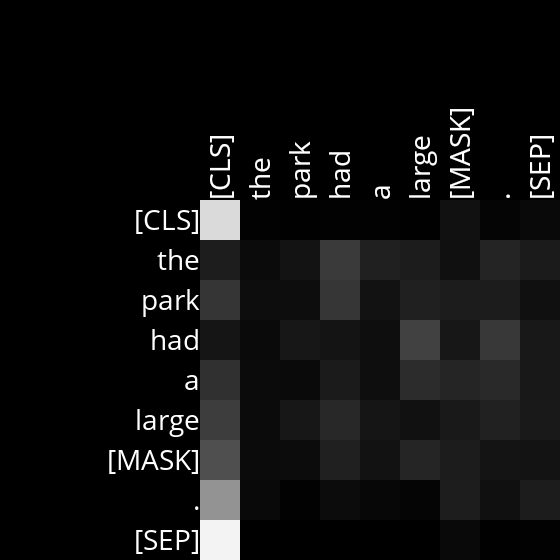 [CLS] the park had a large [MASK] . [SEP]
[CLS]
the
park
had
a
large
[MASK]
.
[SEP]